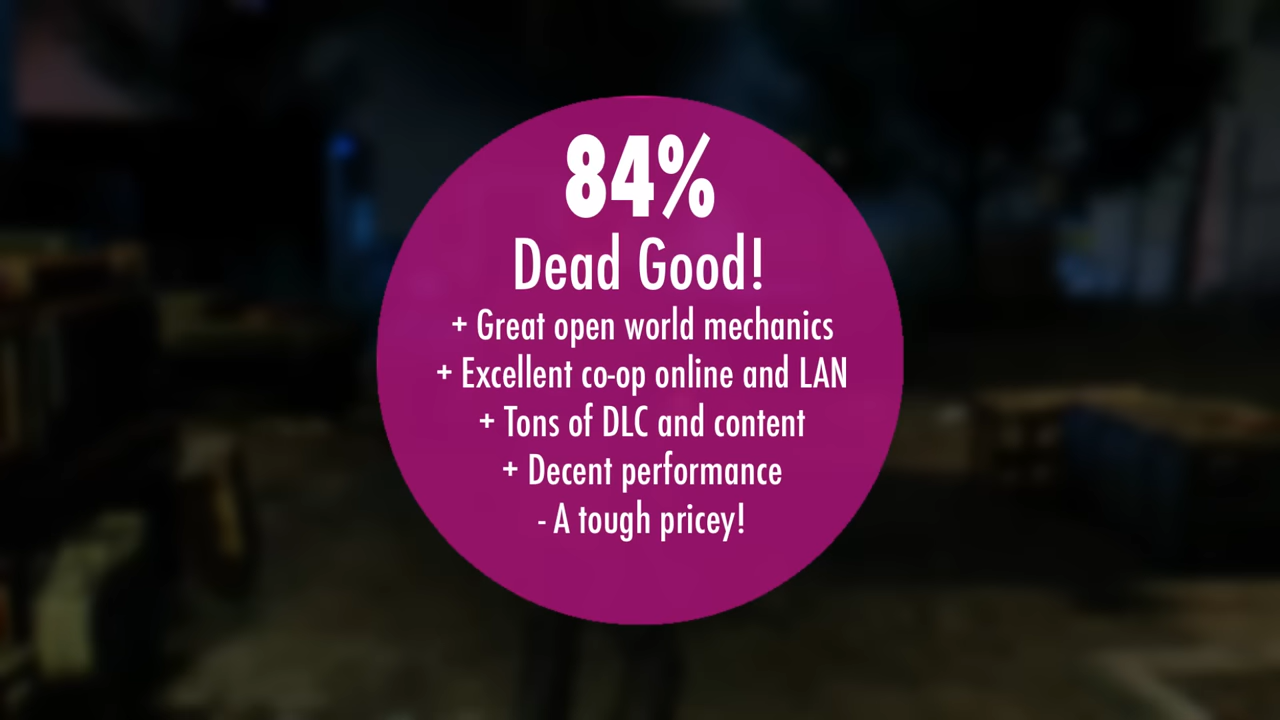 84%
Dead Good!
+ Great open world mechanics
+ Excellent co-op online and LAN
+ Tons of DLC and content
+ Decent performance
- A tough pricey!